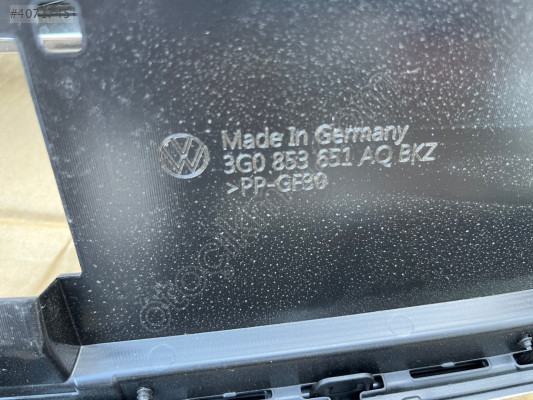 Made In Germany
3G0 853 651 AQ BKZ
>PP-GF30